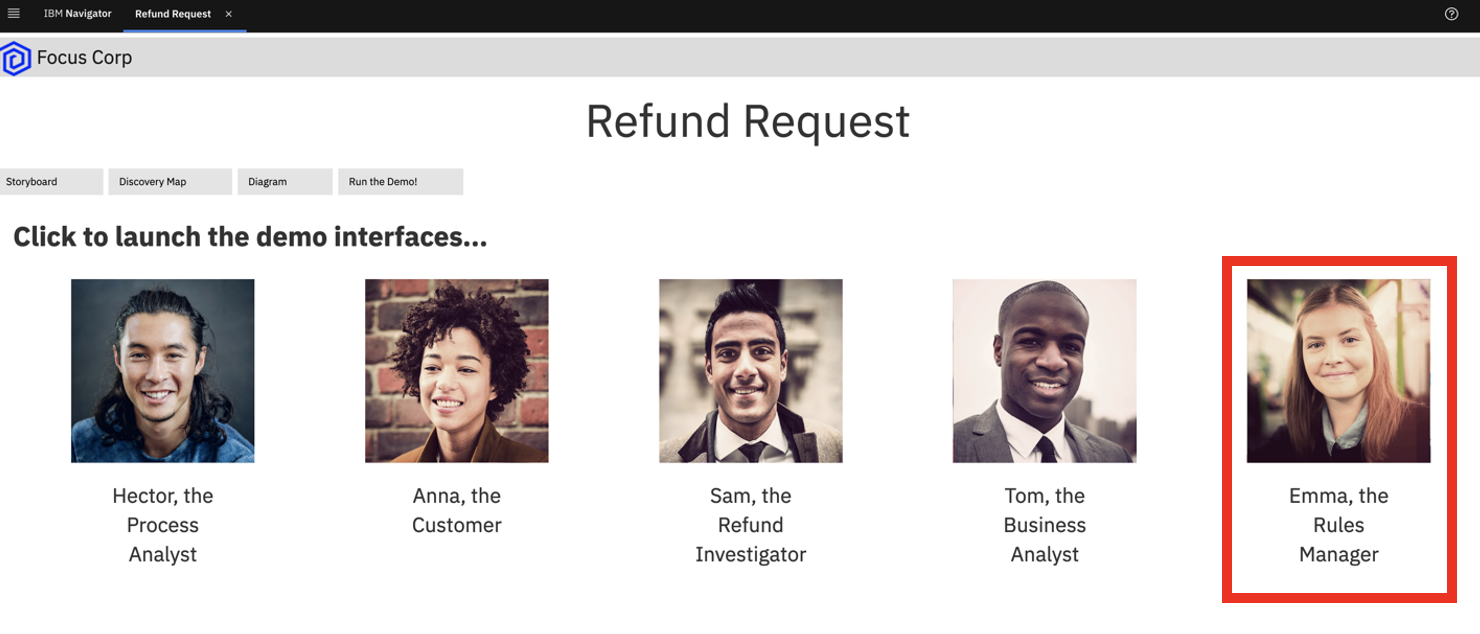 IBM Navigator
Refund Request
Focus Corp
Refund Request
Storyboard
Discovery Map
Diagram
Run the Demo!
Click to launch the demo interfaces...
Hector, the
Process
Analyst
Anna, the
Customer
Sam, the
Refund
Investigator
Tom, the
Business
Analyst
Emma, the
Rules
Manager